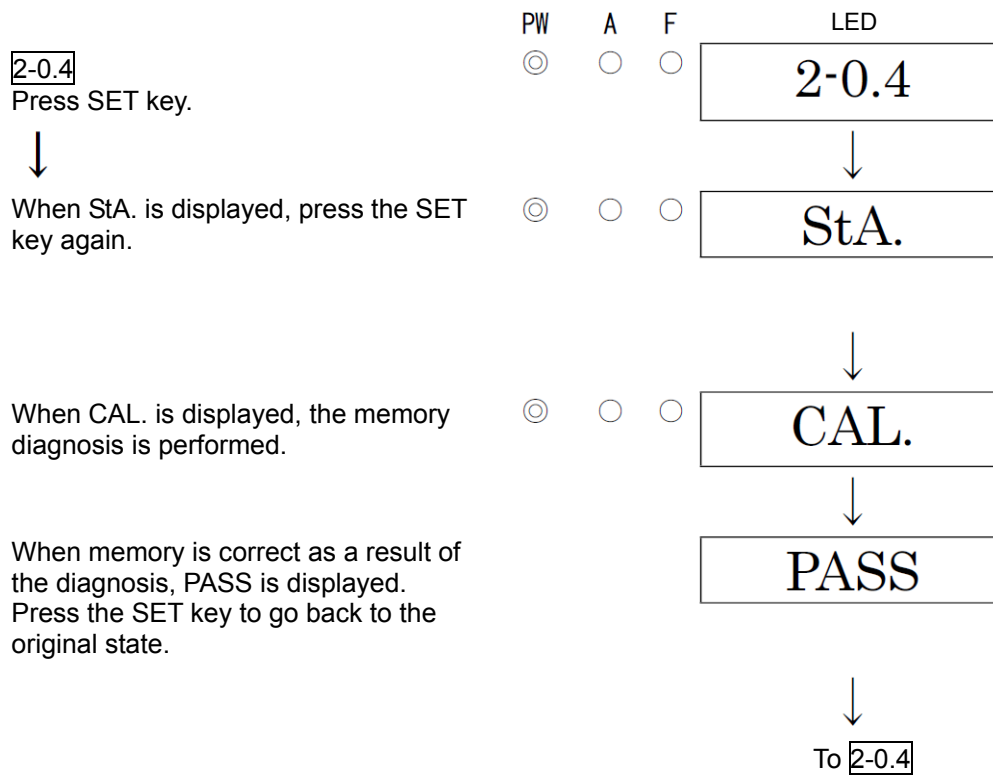 PW A F LED
2-0.4
Press SET key.
2-0.4
When StA. is displayed, press the SET
key again.
StA.
When CAL. is displayed, the memory
diagnosis is performed.
CAL.
When memory is correct as a result of
the diagnosis, PASS is displayed.
Press the SET key to go back to the
original state.
PASS
To 2-0.4